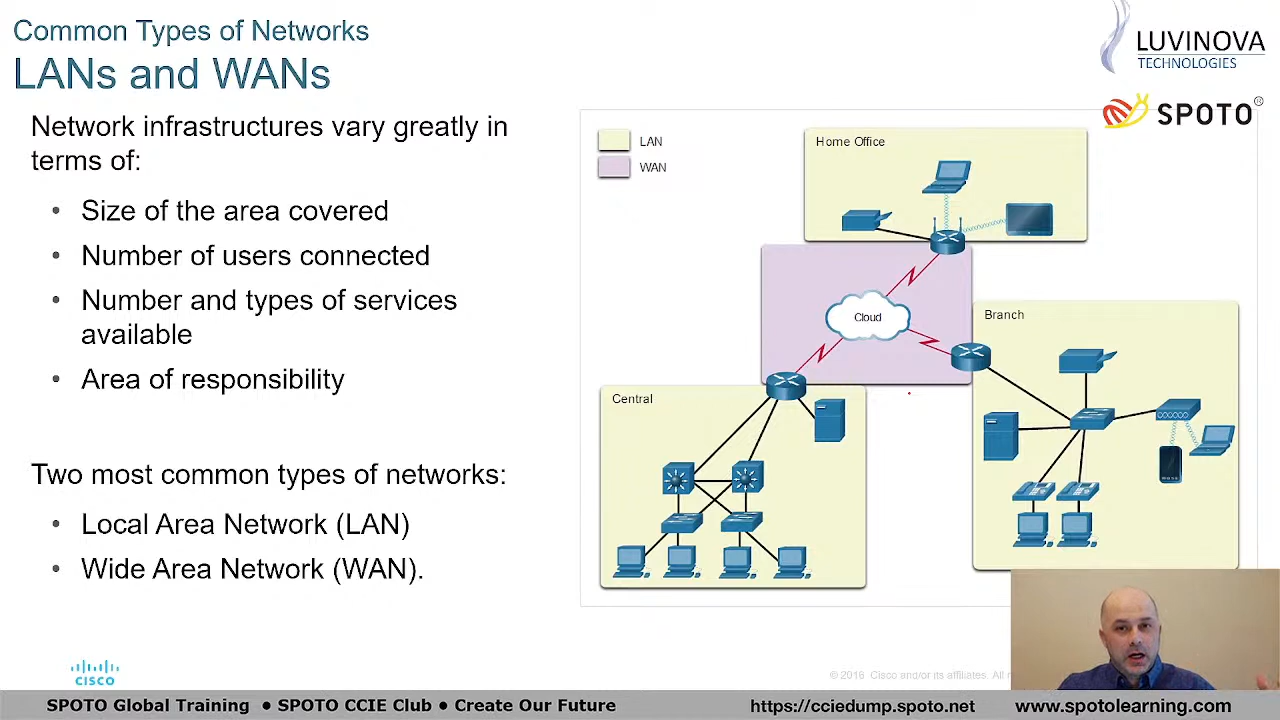 Common Types of Networks
LANs and WANs
LUVINOVA
TECHNOLOGIES
SPOTO®
Network infrastructures vary greatly in
terms of:
• Size of the area covered
• Number of users connected
• Number and types of services
available
• Area of responsibility
Two most common types of networks:
• Local Area Network (LAN)
• Wide Area Network (WAN).
LAN
WAN
Home Office
Cloud
Branch
Central
CISCO
© 2016 Cisco and/or its affiliates. All
SPOTO Global Training ● SPOTO CCIE Club ● Create Our Future
https://cciedump.spoto.net
www.spotolearning.com